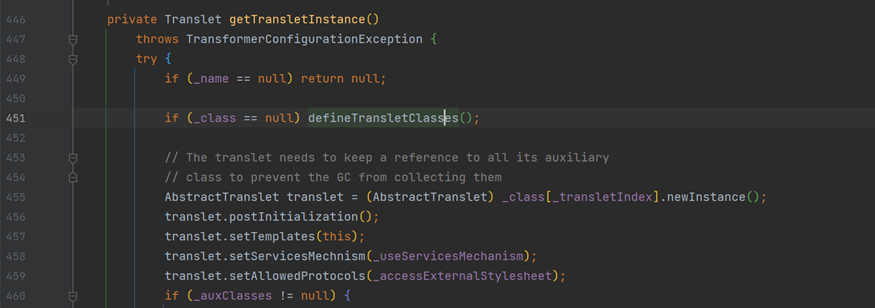 446 private Translet getTransletInstance()
447 throws TransformerConfigurationException {
448 try {
449 if (_name == null) return null;
450
451 if (_class == null) defineTransletClasses();
452
453 // The translet needs to keep a reference to all its auxiliary
454 // class to prevent the GC from collecting them
455 AbstractTranslet translet = (AbstractTranslet) _class[_transletIndex].newInstance();
456 translet.postInitialization();
457 translet.setTemplates(this);
458 translet.setServicesMechnism(_useServicesMechanism);
459 translet.setAllowedProtocols(_accessExternalStylesheet);
460 if (_auxClasses != null) {